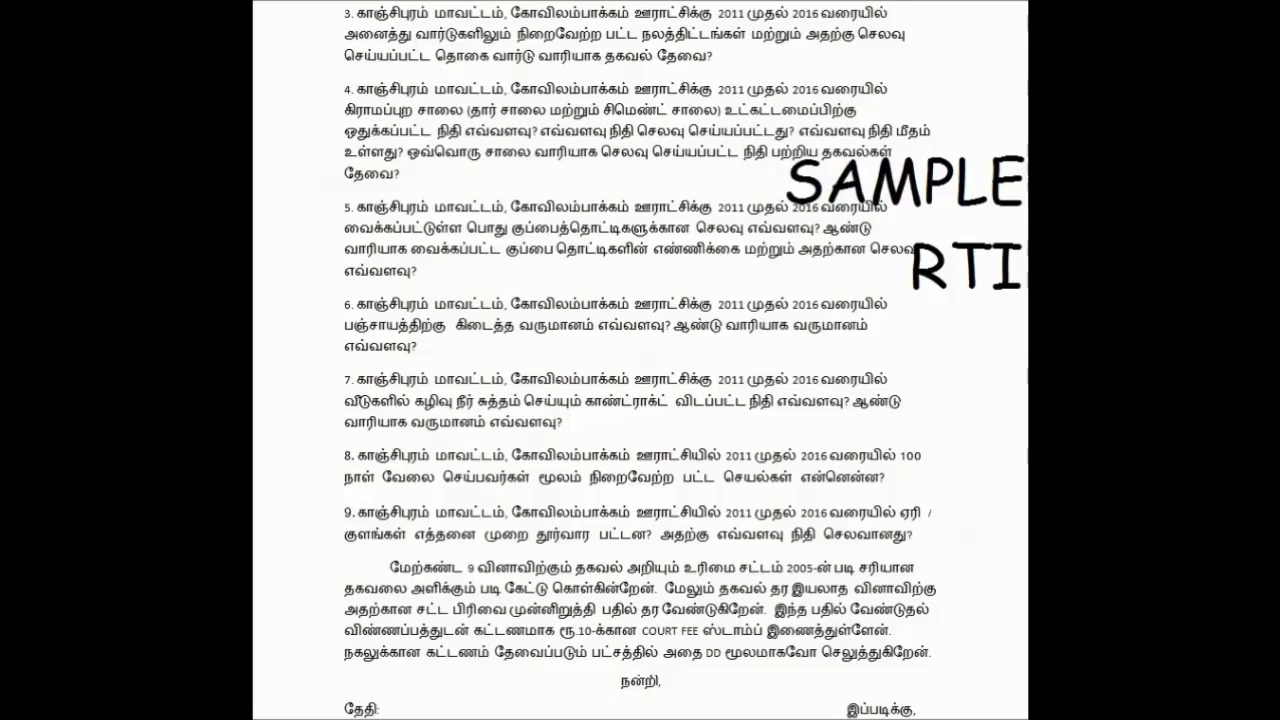 3. காஞ்சிபுரம் மாவட்டம், கோவிலம்பாக்கம் ஊராட்சிக்கு 2011 முதல் 2016 வரையில்
அனைத்து வார்டுகளிலும் நிறைவேற்ற பட்ட நலத்திட்டங்கள் மற்றும் அதற்கு செலவு
செய்யப்பட்ட தொகை வார்டு வாரியாக தகவல் தேவை?
4. காஞ்சிபுரம் மாவட்டம், கோவிலம்பாக்கம் ஊராட்சிக்கு 2011 முதல் 2016 வரையில்
கிராமப்புற சாலை (தார் சாலை மற்றும் சிமெண்ட் சாலை) உட்கட்டமைப்பிற்கு
ஒதுக்கப்பட்ட நிதி எவ்வளவு? எவ்வளவு நிதி செலவு செய்யப்பட்டது? எவ்வளவு நிதி மீதம்
உள்ளது? ஒவ்வொரு சாலை வாரியாக செலவு செய்யப்பட்ட நிதி பற்றிய தகவல்கள்
தேவை?
SAMPLE
5. காஞ்சிபுரம் மாவட்டம், கோவிலம்பாக்கம் ஊராட்சிக்கு 2011 முதல் 2016 வரையில்
வைக்கப்பட்டுள்ள பொது குப்பைத்தொட்டிகளுக்கான செலவு எவ்வளவு? ஆண்டு
வாரியாக வைக்கப்பட்ட குப்பை தொட்டிகளின் எண்ணிக்கை மற்றும் அதற்கான செலவு
எவ்வளவு?
RTI
6. காஞ்சிபுரம் மாவட்டம், கோவிலம்பாக்கம் ஊராட்சிக்கு 2011 முதல் 2016 வரையில்
பஞ்சாயத்திற்கு கிடைத்த வருமானம் எவ்வளவு? ஆண்டு வாரியாக வருமானம்
எவ்வளவு?
7. காஞ்சிபுரம் மாவட்டம், கோவிலம்பாக்கம் ஊராட்சிக்கு 2011 முதல் 2016 வரையில்
வீடுகளில் கழிவு நீர் சுத்தம் செய்யும் காண்ட்ராக்ட் விடப்பட்ட நிதி எவ்வளவு? ஆண்டு
வாரியாக வருமானம் எவ்வளவு?
8. காஞ்சிபுரம் மாவட்டம், கோவிலம்பாக்கம் ஊராட்சியில் 2011 முதல் 2016 வரையில் 100
நாள் வேலை செய்பவர்கள் மூலம் நிறைவேற்ற பட்ட செயல்கள் என்னென்ன?
9. காஞ்சிபுரம் மாவட்டம், கோவிலம்பாக்கம் ஊராட்சியில் 2011 முதல் 2016 வரையில் ஏரி /
குளங்கள் எத்தனை முறை தூர்வார பட்டன? அதற்கு எவ்வளவு நிதி செலவானது?
மேற்கண்ட 9 வினாவிற்கும் தகவல் அறியும் உரிமை சட்டம் 2005-ன் படி சரியான
தகவலை அளிக்கும் படி கேட்டு கொள்கின்றேன். மேலும் தகவல் தர இயலாத வினாவிற்கு
அதற்கான சட்ட பிரிவை முன்னிறுத்தி பதில் தர வேண்டுகிறேன். இந்த பதில் வேண்டுதல்
விண்ணப்பத்துடன் கட்டணமாக ரூ.10-க்கான COURT FEE ஸ்டாம்ப் இணைத்துள்ளேன்.
நகலுக்கான கட்டணம் தேவைப்படும் பட்சத்தில் அதை DD மூலமாகவோ செலுத்துகிறேன்.
நன்றி,
தேதி: இப்படிக்கு,